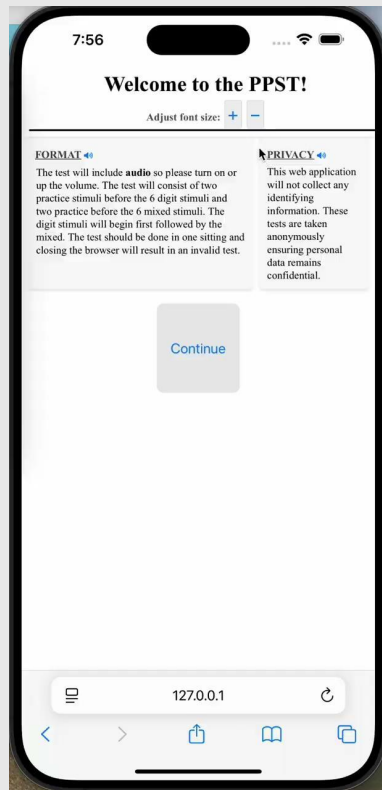 7:56
Welcome to the PPST!
Adjust font size: + −
FORMAT
The test will include audio so please turn on or
up the volume. The test will consist of two
practice stimuli before the 6 digit stimuli and
two practice before the 6 mixed stimuli. The
digit stimuli will begin first followed by the
mixed. The test should be done in one sitting and
closing the browser will result in an invalid test.
PRIVACY
This web application
will not collect any
identifying
information. These
tests are taken
anonymously
ensuring personal
data remains
confidential.
Continue
127.0.0.1